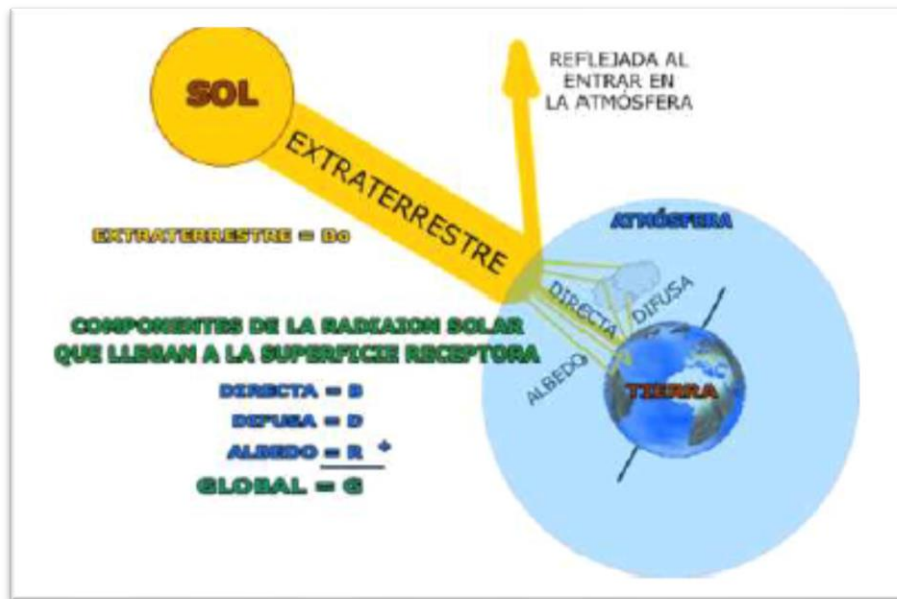 SOL
EXTRATERRESTRE
REFLEJADA AL
ENTRAR EN
LA ATMÓSFERA
ATMÓSFERA
EXTRATERRESTRE = Bo
DIRECTA
DIFUSA
ALBEDO
TIERRA
COMPONENTES DE LA RADIAION SOLAR
QUE LLEGAN A LA SUPERFICIE RECEPTORA
DIRECTA = B
DIFUSA = D
ALBEDO = R +
GLOBAL = G